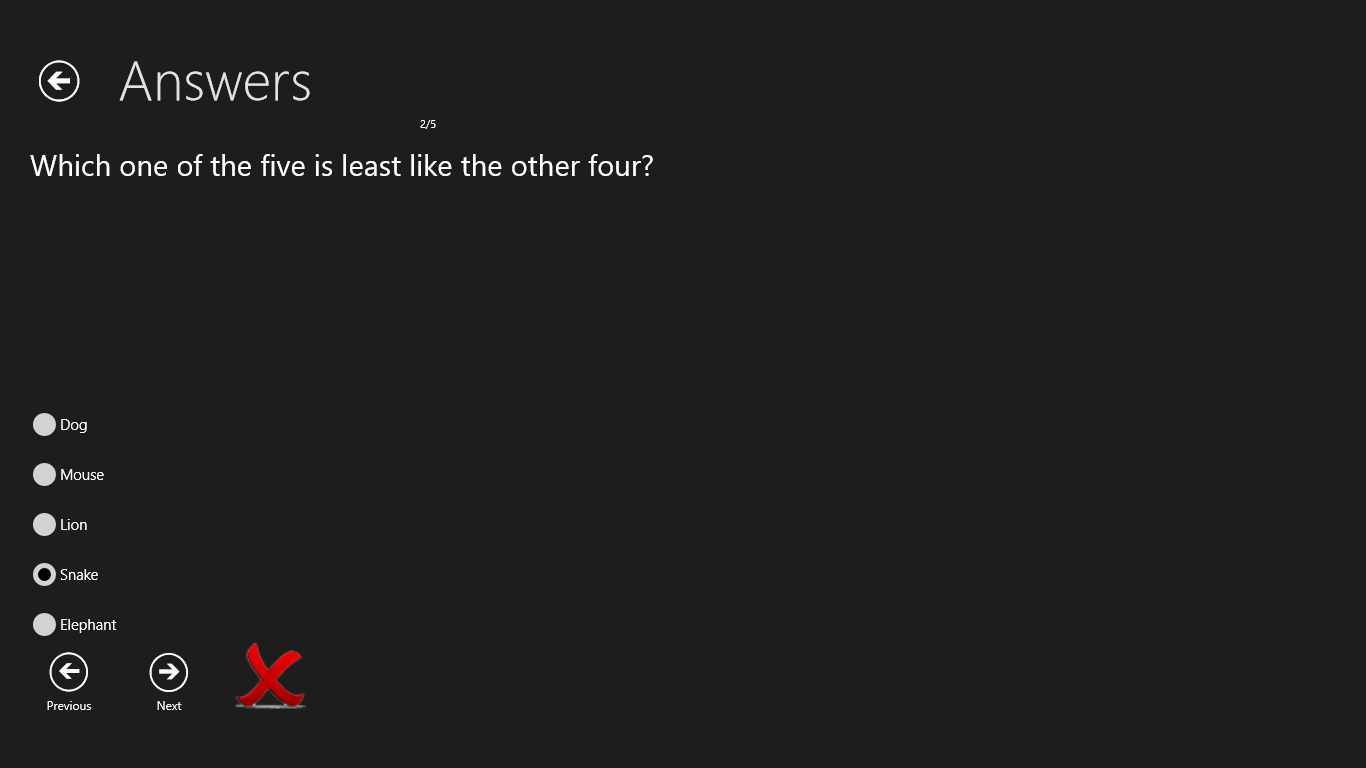 Answers
2/5
Which one of the five is least like the other four?
Dog
Mouse
Lion
Snake
Elephant
Previous
Next